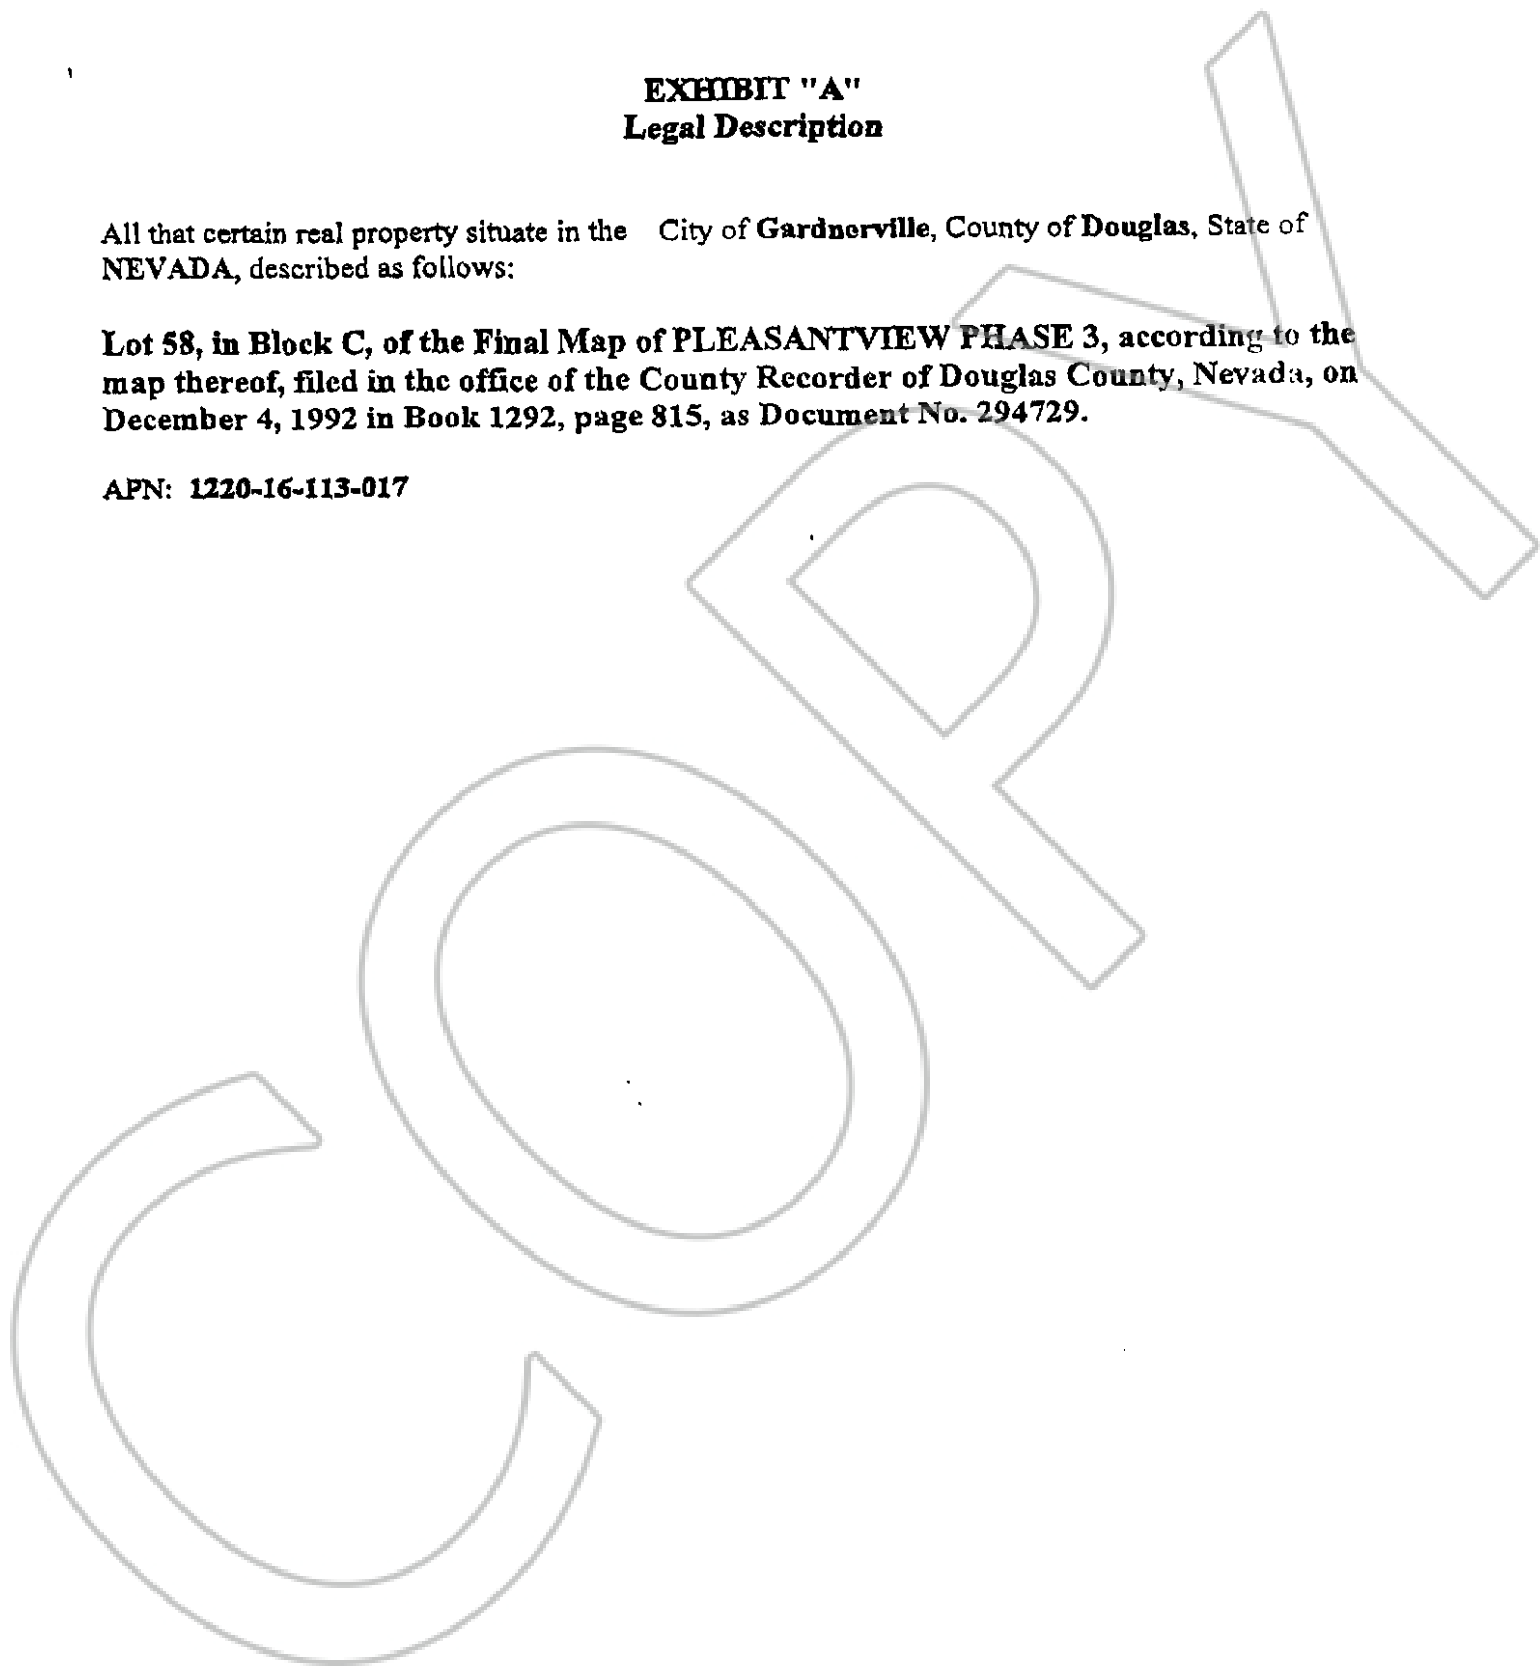 EXHIBIT "A"
Legal Description
All that certain real property situate in the City of Gardnerville, County of Douglas, State of
NEVADA, described as follows:
Lot 58, in Block C, of the Final Map of PLEASANTVIEW PHASE 3, according to the
map thereof, filed in the office of the County Recorder of Douglas County, Nevada, on
December 4, 1992 in Book 1292, page 815, as Document No. 294729.
APN: 1220-16-113-017
COPY